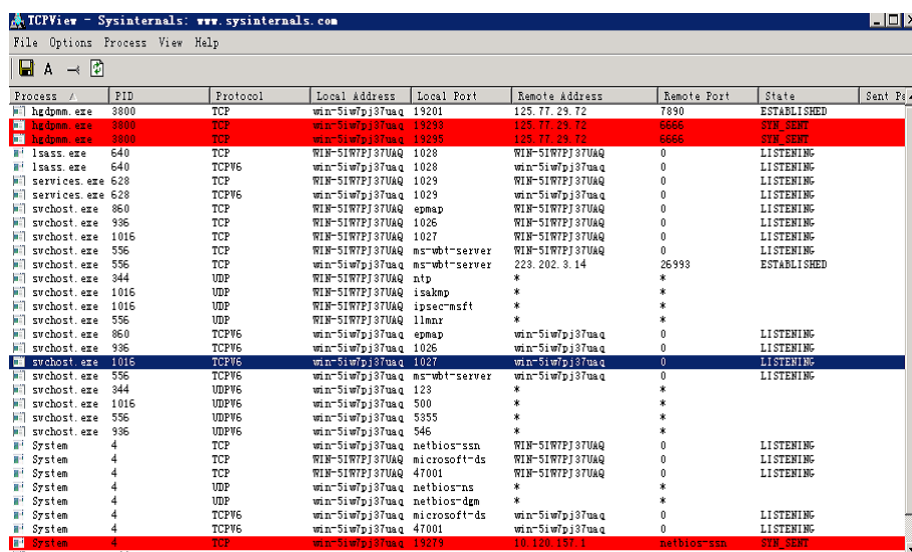 TCPView - Sysinternals: www.sysinternals.com
File Options Process View Help
A
Process / PID Protocol Local Address Local Port Remote Address Remote Port State Sent Pa
hgdpmm.exe 3800 TCP win-5iw7pj37uaq 19201 125.77.29.72 7890 ESTABLISHED
hgdpmm.exe 3800 TCP win-5iw7pj37uaq 19293 125.77.29.72 6666 SYN_SENT
hgdpmm.exe 3800 TCP win-5iw7pj37uaq 19295 125.77.29.72 6666 SYN_SENT
lsass.exe 640 TCP WIN-5IW7PJ37UAQ 1028 WIN-5IW7PJ37UAQ 0 LISTENING
lsass.exe 640 TCPV6 win-5iw7pj37uaq 1028 win-5iw7pj37uaq 0 LISTENING
services.exe 628 TCP WIN-5IW7PJ37UAQ 1029 WIN-5IW7PJ37UAQ 0 LISTENING
services.exe 628 TCPV6 win-5iw7pj37uaq 1029 win-5iw7pj37uaq 0 LISTENING
svchost.exe 860 TCP WIN-5IW7PJ37UAQ epmap WIN-5IW7PJ37UAQ 0 LISTENING
svchost.exe 936 TCP WIN-5IW7PJ37UAQ 1026 WIN-5IW7PJ37UAQ 0 LISTENING
svchost.exe 1016 TCP WIN-5IW7PJ37UAQ 1027 WIN-5IW7PJ37UAQ 0 LISTENING
svchost.exe 556 TCP WIN-5IW7PJ37UAQ ms-wbt-server WIN-5IW7PJ37UAQ 0 LISTENING
svchost.exe 556 TCP win-5iw7pj37uaq ms-wbt-server 223.202.3.14 26993 ESTABLISHED
svchost.exe 344 UDP WIN-5IW7PJ37UAQ ntp * *
svchost.exe 1016 UDP WIN-5IW7PJ37UAQ isakmp * *
svchost.exe 1016 UDP WIN-5IW7PJ37UAQ ipsec-msft * *
svchost.exe 556 UDP WIN-5IW7PJ37UAQ llmnr * *
svchost.exe 860 TCPV6 win-5iw7pj37uaq epmap win-5iw7pj37uaq 0 LISTENING
svchost.exe 936 TCPV6 win-5iw7pj37uaq 1026 win-5iw7pj37uaq 0 LISTENING
svchost.exe 1016 TCPV6 win-5iw7pj37uaq 1027 win-5iw7pj37uaq 0 LISTENING
svchost.exe 556 TCPV6 win-5iw7pj37uaq ms-wbt-server win-5iw7pj37uaq 0 LISTENING
svchost.exe 344 UDPV6 win-5iw7pj37uaq 123 * *
svchost.exe 1016 UDPV6 win-5iw7pj37uaq 500 * *
svchost.exe 556 UDPV6 win-5iw7pj37uaq 5355 * *
svchost.exe 936 UDPV6 win-5iw7pj37uaq 546 * *
System 4 TCP win-5iw7pj37uaq netbios-ssn WIN-5IW7PJ37UAQ 0 LISTENING
System 4 TCP WIN-5IW7PJ37UAQ microsoft-ds WIN-5IW7PJ37UAQ 0 LISTENING
System 4 TCP WIN-5IW7PJ37UAQ 47001 WIN-5IW7PJ37UAQ 0 LISTENING
System 4 UDP win-5iw7pj37uaq netbios-ns * *
System 4 UDP win-5iw7pj37uaq netbios-dgm * *
System 4 TCPV6 win-5iw7pj37uaq microsoft-ds win-5iw7pj37uaq 0 LISTENING
System 4 TCPV6 win-5iw7pj37uaq 47001 win-5iw7pj37uaq 0 LISTENING
System 4 TCP win-5iw7pj37uaq 19279 10.120.157.1 netbios-ssn SYN_SENT